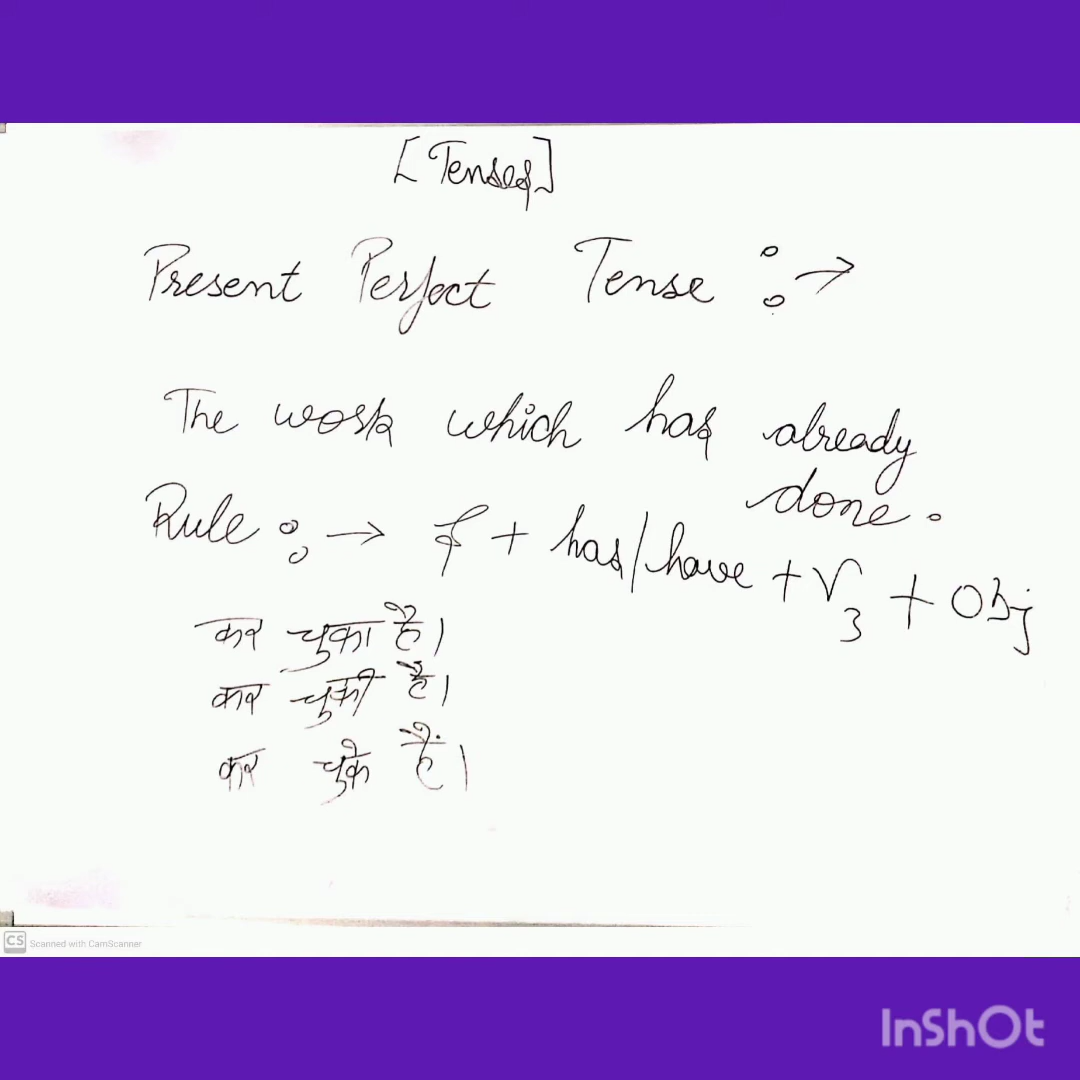 [Tenses]
Present Perfect Tense :→
The work which has already
done.
Rule :→ S + has/have + V3 + Obj
कर चुका है।
कर चुकी है।
कर चुके हैं।
CS Scanned with CamScanner
InShOt